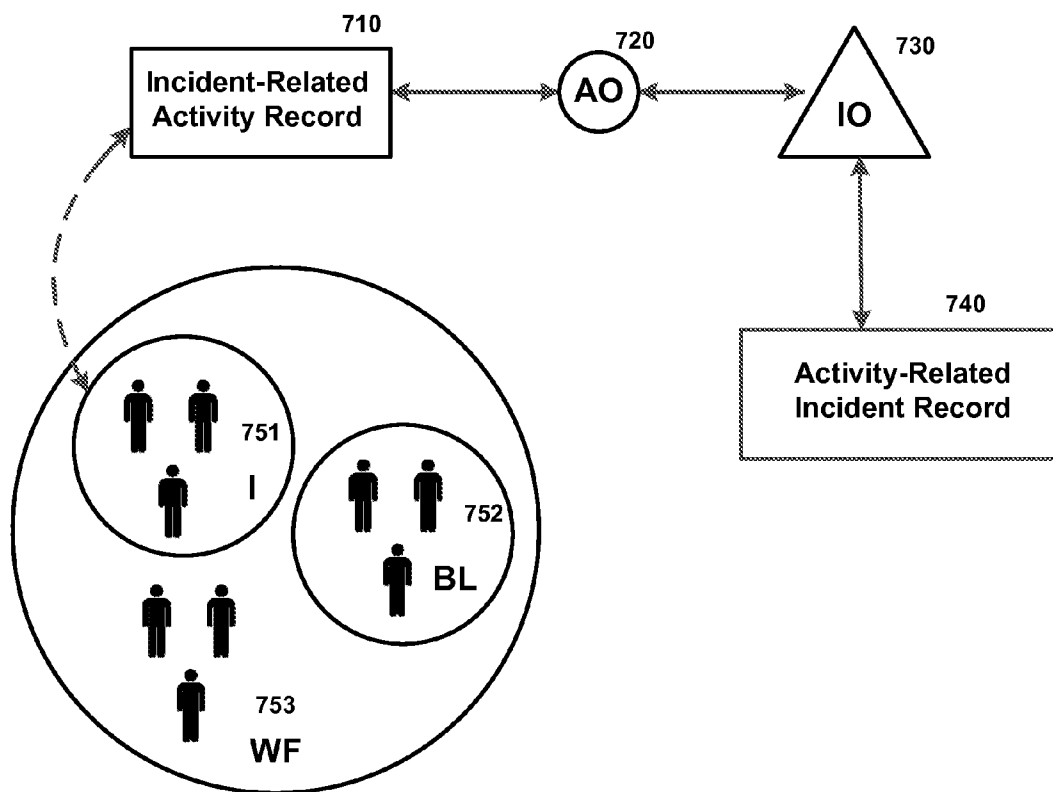 710
Incident-Related
Activity Record
720
AO
730
IO
740
Activity-Related
Incident Record
751
I
752
BL
753
WF